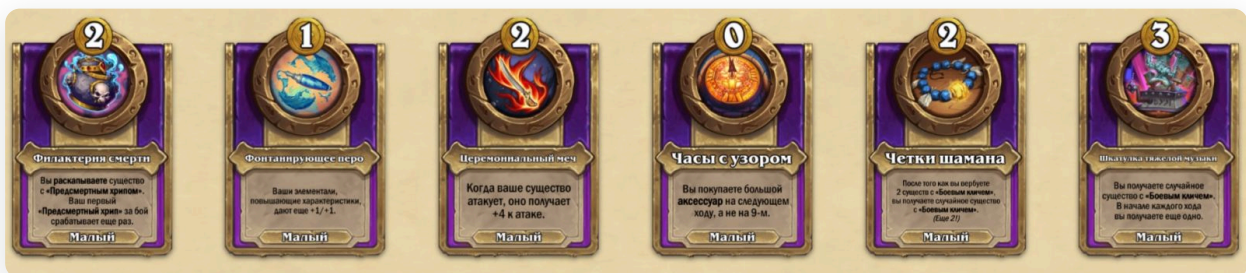 2
Филактерия смерти
Вы раскапываете существо
с «Предсмертным хрипом».
Ваш первый
«Предсмертный хрип» за бой
срабатывает еще раз.
Малый
1
Фонтанирующее перо
Ваши элементали,
повышающие характеристики,
дают еще +1/+1.
Малый
2
Церемониальный меч
Когда ваше существо
атакует, оно получает
+4 к атаке.
Малый
0
Часы с узором
Вы покупаете большой
аксессуар на следующем
ходу, а не на 9-м.
Малый
2
Четки шамана
После того как вы вербуете
2 существ с «Боевым кличем»,
вы получаете случайное существо
с «Боевым кличем».
(Еще 2!)
Малый
3
Шкатулка тяжелой музыки
Вы получаете случайное
существо с «Боевым кличем».
В начале каждого хода
вы получаете еще одно.
Малый